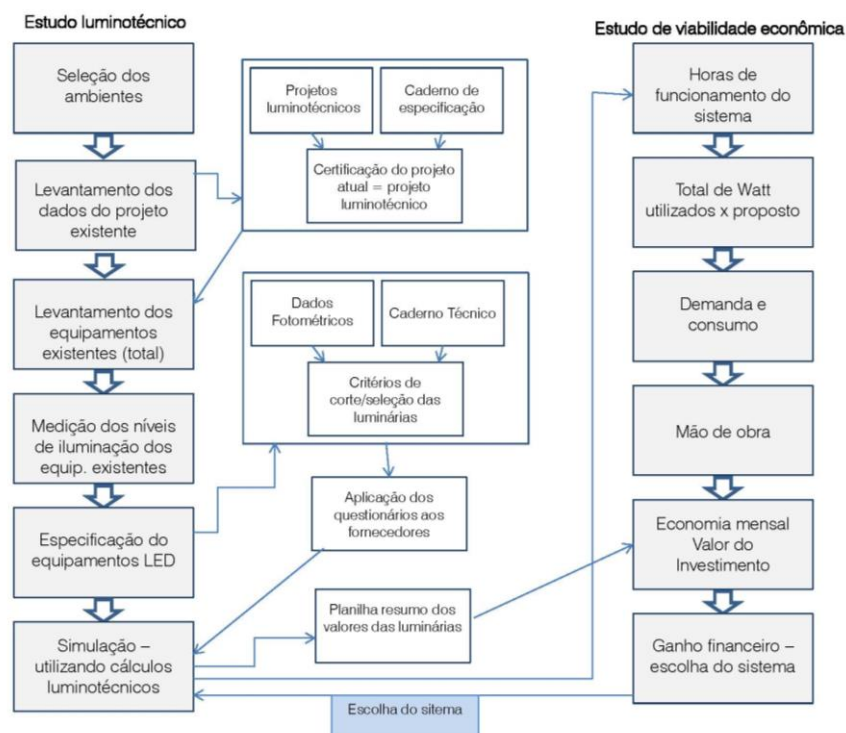 Estudo luminotécnico
Seleção dos
ambientes
Levantamento dos
dados do projeto
existente
Levantamento dos
equipamentos
existentes (total)
Medição dos níveis
de iluminação dos
equip. existentes
Especificação do
equipamentos LED
Simulação –
utilizando cálculos
luminotécnicos
Projetos
luminotécnicos
Caderno de
especificação
Certificação do projeto
atual = projeto
luminotécnico
Dados
Fotométricos
Caderno Técnico
Critérios de
corte/seleção das
luminárias
Aplicação dos
questionários aos
fornecedores
Planilha resumo dos
valores das luminárias
Escolha do sitema
Estudo de viabilidade econômica
Horas de
funcionamento do
sistema
Total de Watt
utilizados x proposto
Demanda e
consumo
Mão de obra
Economia mensal
Valor do
Investimento
Ganho financeiro –
escolha do sistema